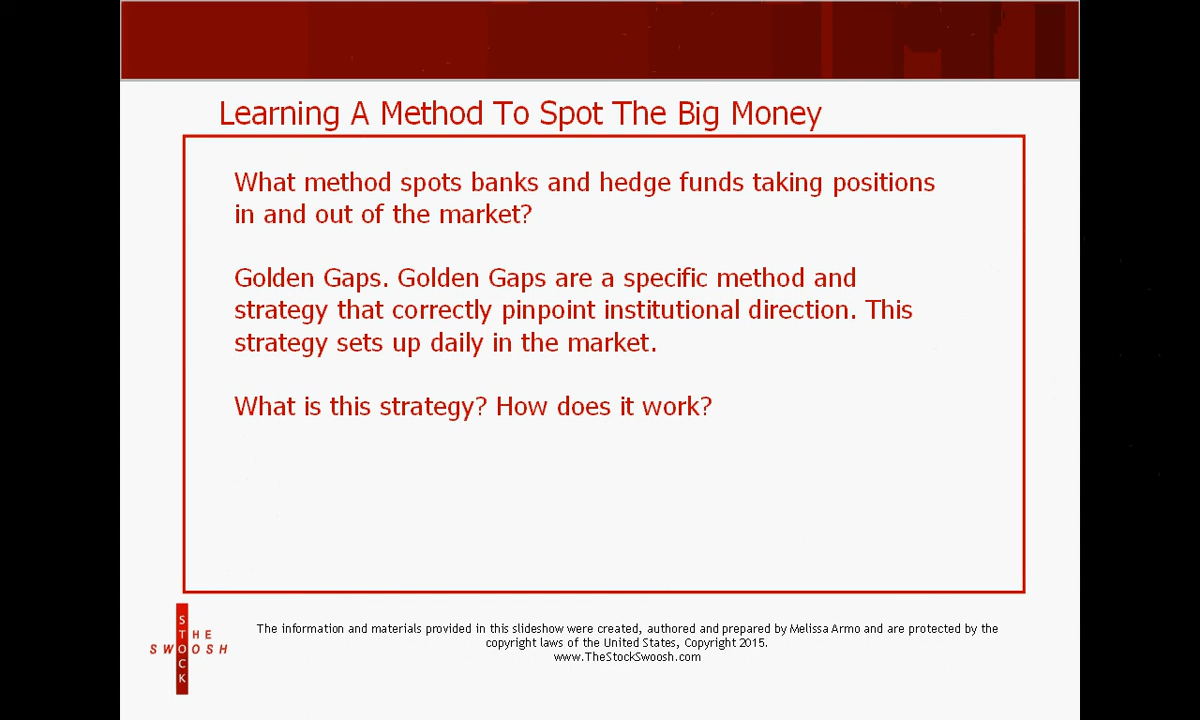 Learning A Method To Spot The Big Money
What method spots banks and hedge funds taking positions
in and out of the market?
Golden Gaps. Golden Gaps are a specific method and
strategy that correctly pinpoint institutional direction. This
strategy sets up daily in the market.
What is this strategy? How does it work?
THE
STOCK
SWOOSH
The information and materials provided in this slideshow were created, authored and prepared by Melissa Armo and are protected by the
copyright laws of the United States, Copyright 2015.
www.TheStockSwoosh.com